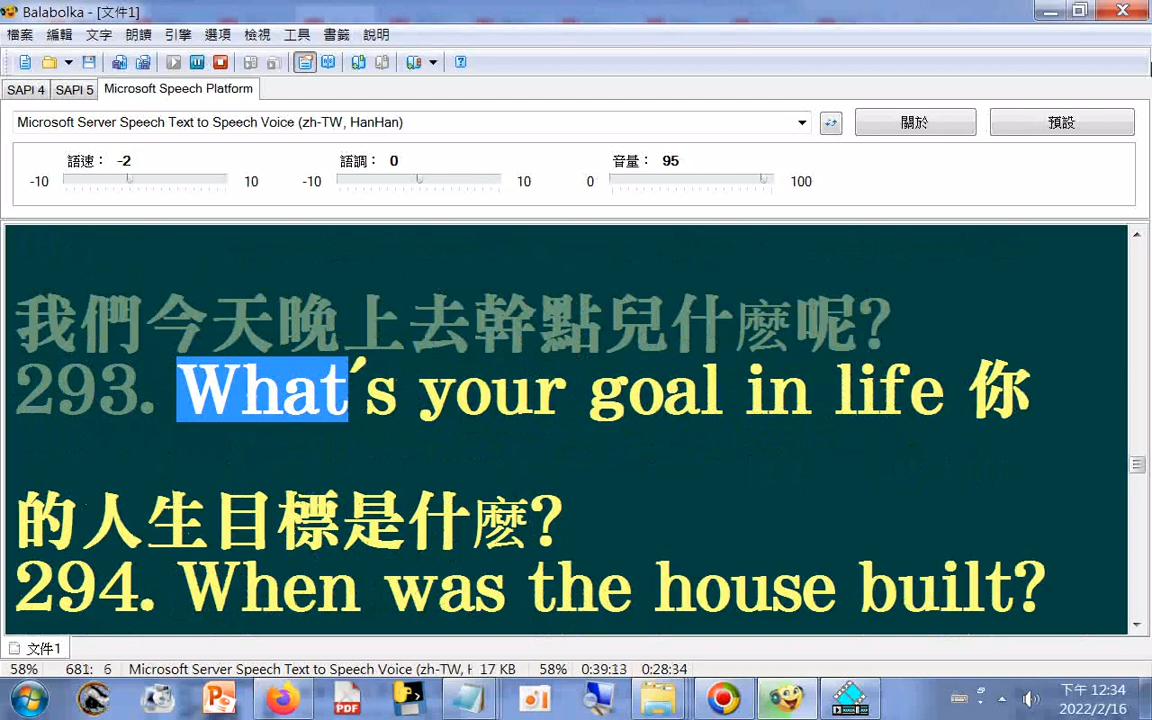 Balabolka - [文件1]
檔案 編輯 文字 朗讀 引擎 選項 檢視 工具 書籤 說明
SAPI 4 SAPI 5 Microsoft Speech Platform
Microsoft Server Speech Text to Speech Voice (zh-TW, HanHan) 關於 預設
語速： -2 語調： 0 音量： 95
-10 10 -10 10 0 100
我們今天晚上去幹點兒什麼呢?
293. What's your goal in life 你
的人生目標是什麼?
294. When was the house built?
文件1
58% 681: 6 Microsoft Server Speech Text to Speech Voice (zh-TW, H 17 KB 58% 0:39:13 0:28:34
PDF
下午 12:34
2022/2/16